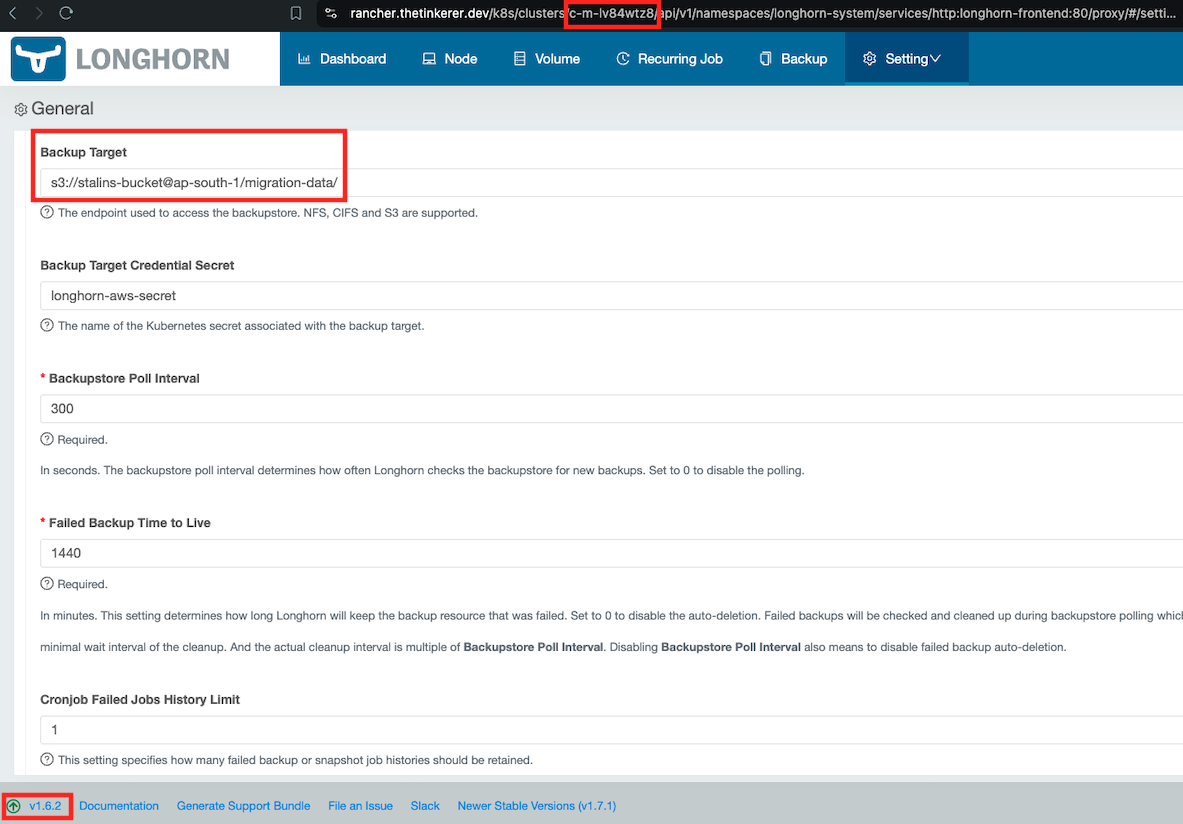 rancher.thetinkerer.dev/k8s/clusters/c-m-lv84wtz8/api/v1/namespaces/longhorn-system/services/http:longhorn-frontend:80/proxy/#/setti...
LONGHORN
Dashboard
Node
Volume
Recurring Job
Backup
Setting
General
Backup Target
s3://stalins-bucket@ap-south-1/migration-data/
The endpoint used to access the backupstore. NFS, CIFS and S3 are supported.
Backup Target Credential Secret
longhorn-aws-secret
The name of the Kubernetes secret associated with the backup target.
* Backupstore Poll Interval
300
Required.
In seconds. The backupstore poll interval determines how often Longhorn checks the backupstore for new backups. Set to 0 to disable the polling.
* Failed Backup Time to Live
1440
Required.
In minutes. This setting determines how long Longhorn will keep the backup resource that was failed. Set to 0 to disable the auto-deletion. Failed backups will be checked and cleaned up during backupstore polling which
minimal wait interval of the cleanup. And the actual cleanup interval is multiple of Backupstore Poll Interval. Disabling Backupstore Poll Interval also means to disable failed backup auto-deletion.
Cronjob Failed Jobs History Limit
1
This setting specifies how many failed backup or snapshot job histories should be retained.
v1.6.2
Documentation
Generate Support Bundle
File an Issue
Slack
Newer Stable Versions (v1.7.1)